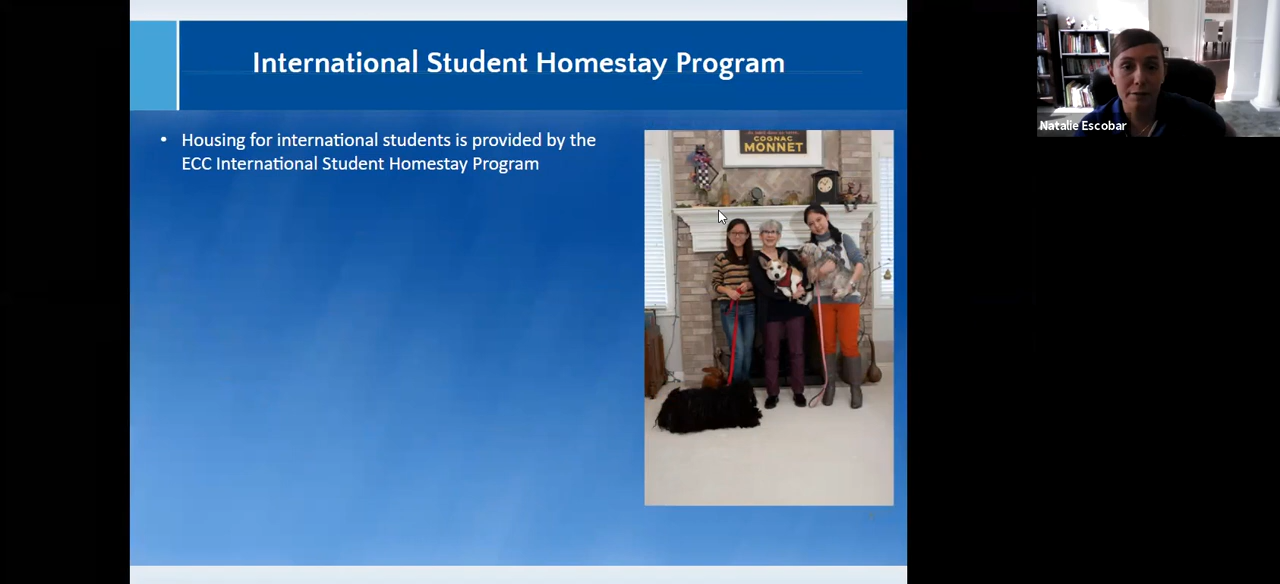 International Student Homestay Program
• Housing for international students is provided by the
ECC International Student Homestay Program
COGNAC
MONNET
Natalie Escobar